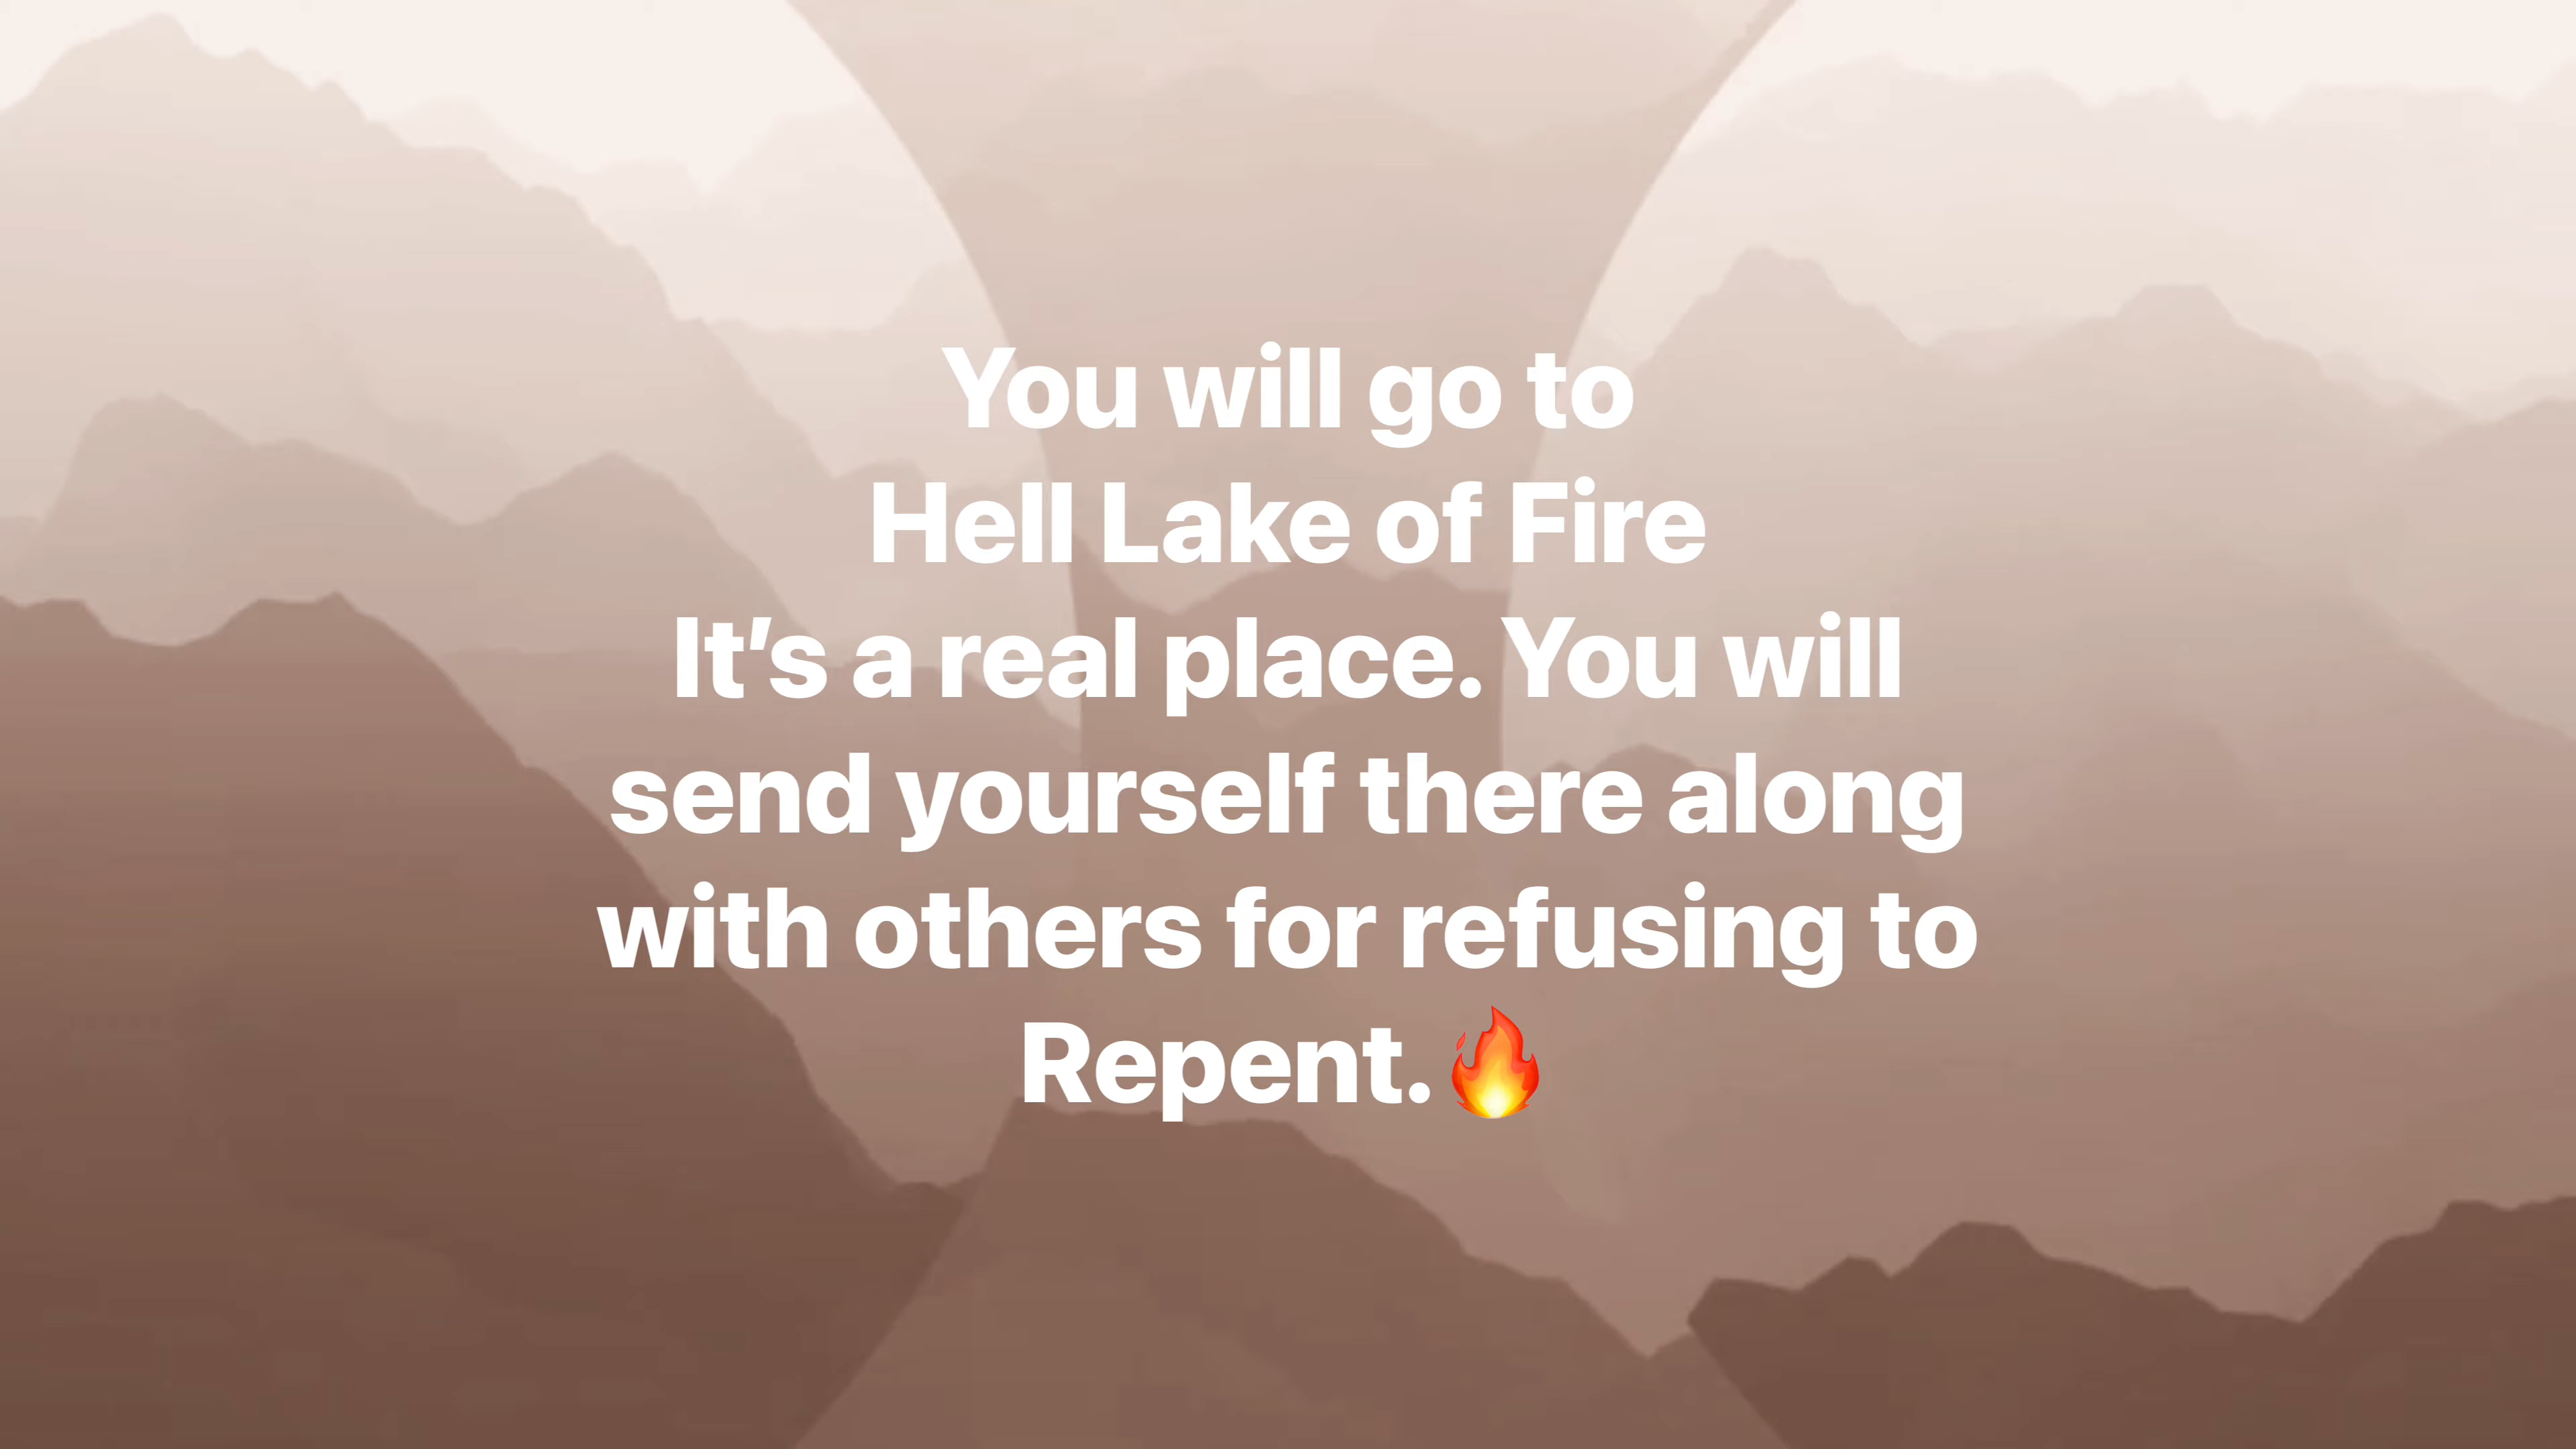 You will go to
Hell Lake of Fire
It’s a real place. You will
send yourself there along
with others for refusing to
Repent.🔥